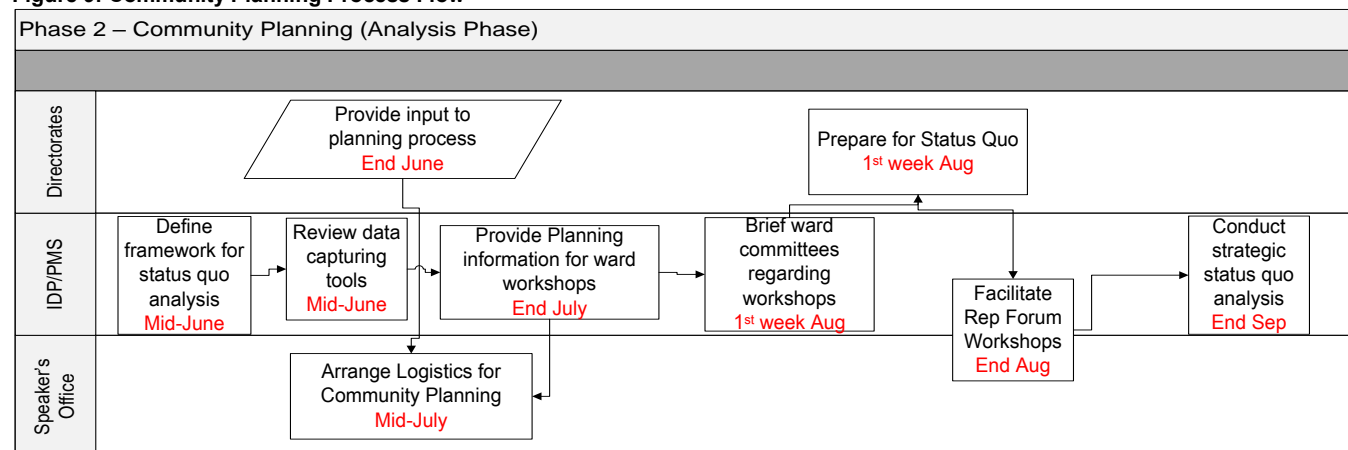 Phase 2 – Community Planning (Analysis Phase)
Directorates
Provide input to
planning process
End June
Prepare for Status Quo
1st week Aug
IDP/PMS
Define
framework for
status quo
analysis
Mid-June
Review data
capturing
tools
Mid-June
Provide Planning
information for ward
workshops
End July
Brief ward
committees
regarding
workshops
1st week Aug
Facilitate
Rep Forum
Workshops
End Aug
Conduct
strategic
status quo
analysis
End Sep
Speaker's
Office
Arrange Logistics for
Community Planning
Mid-July